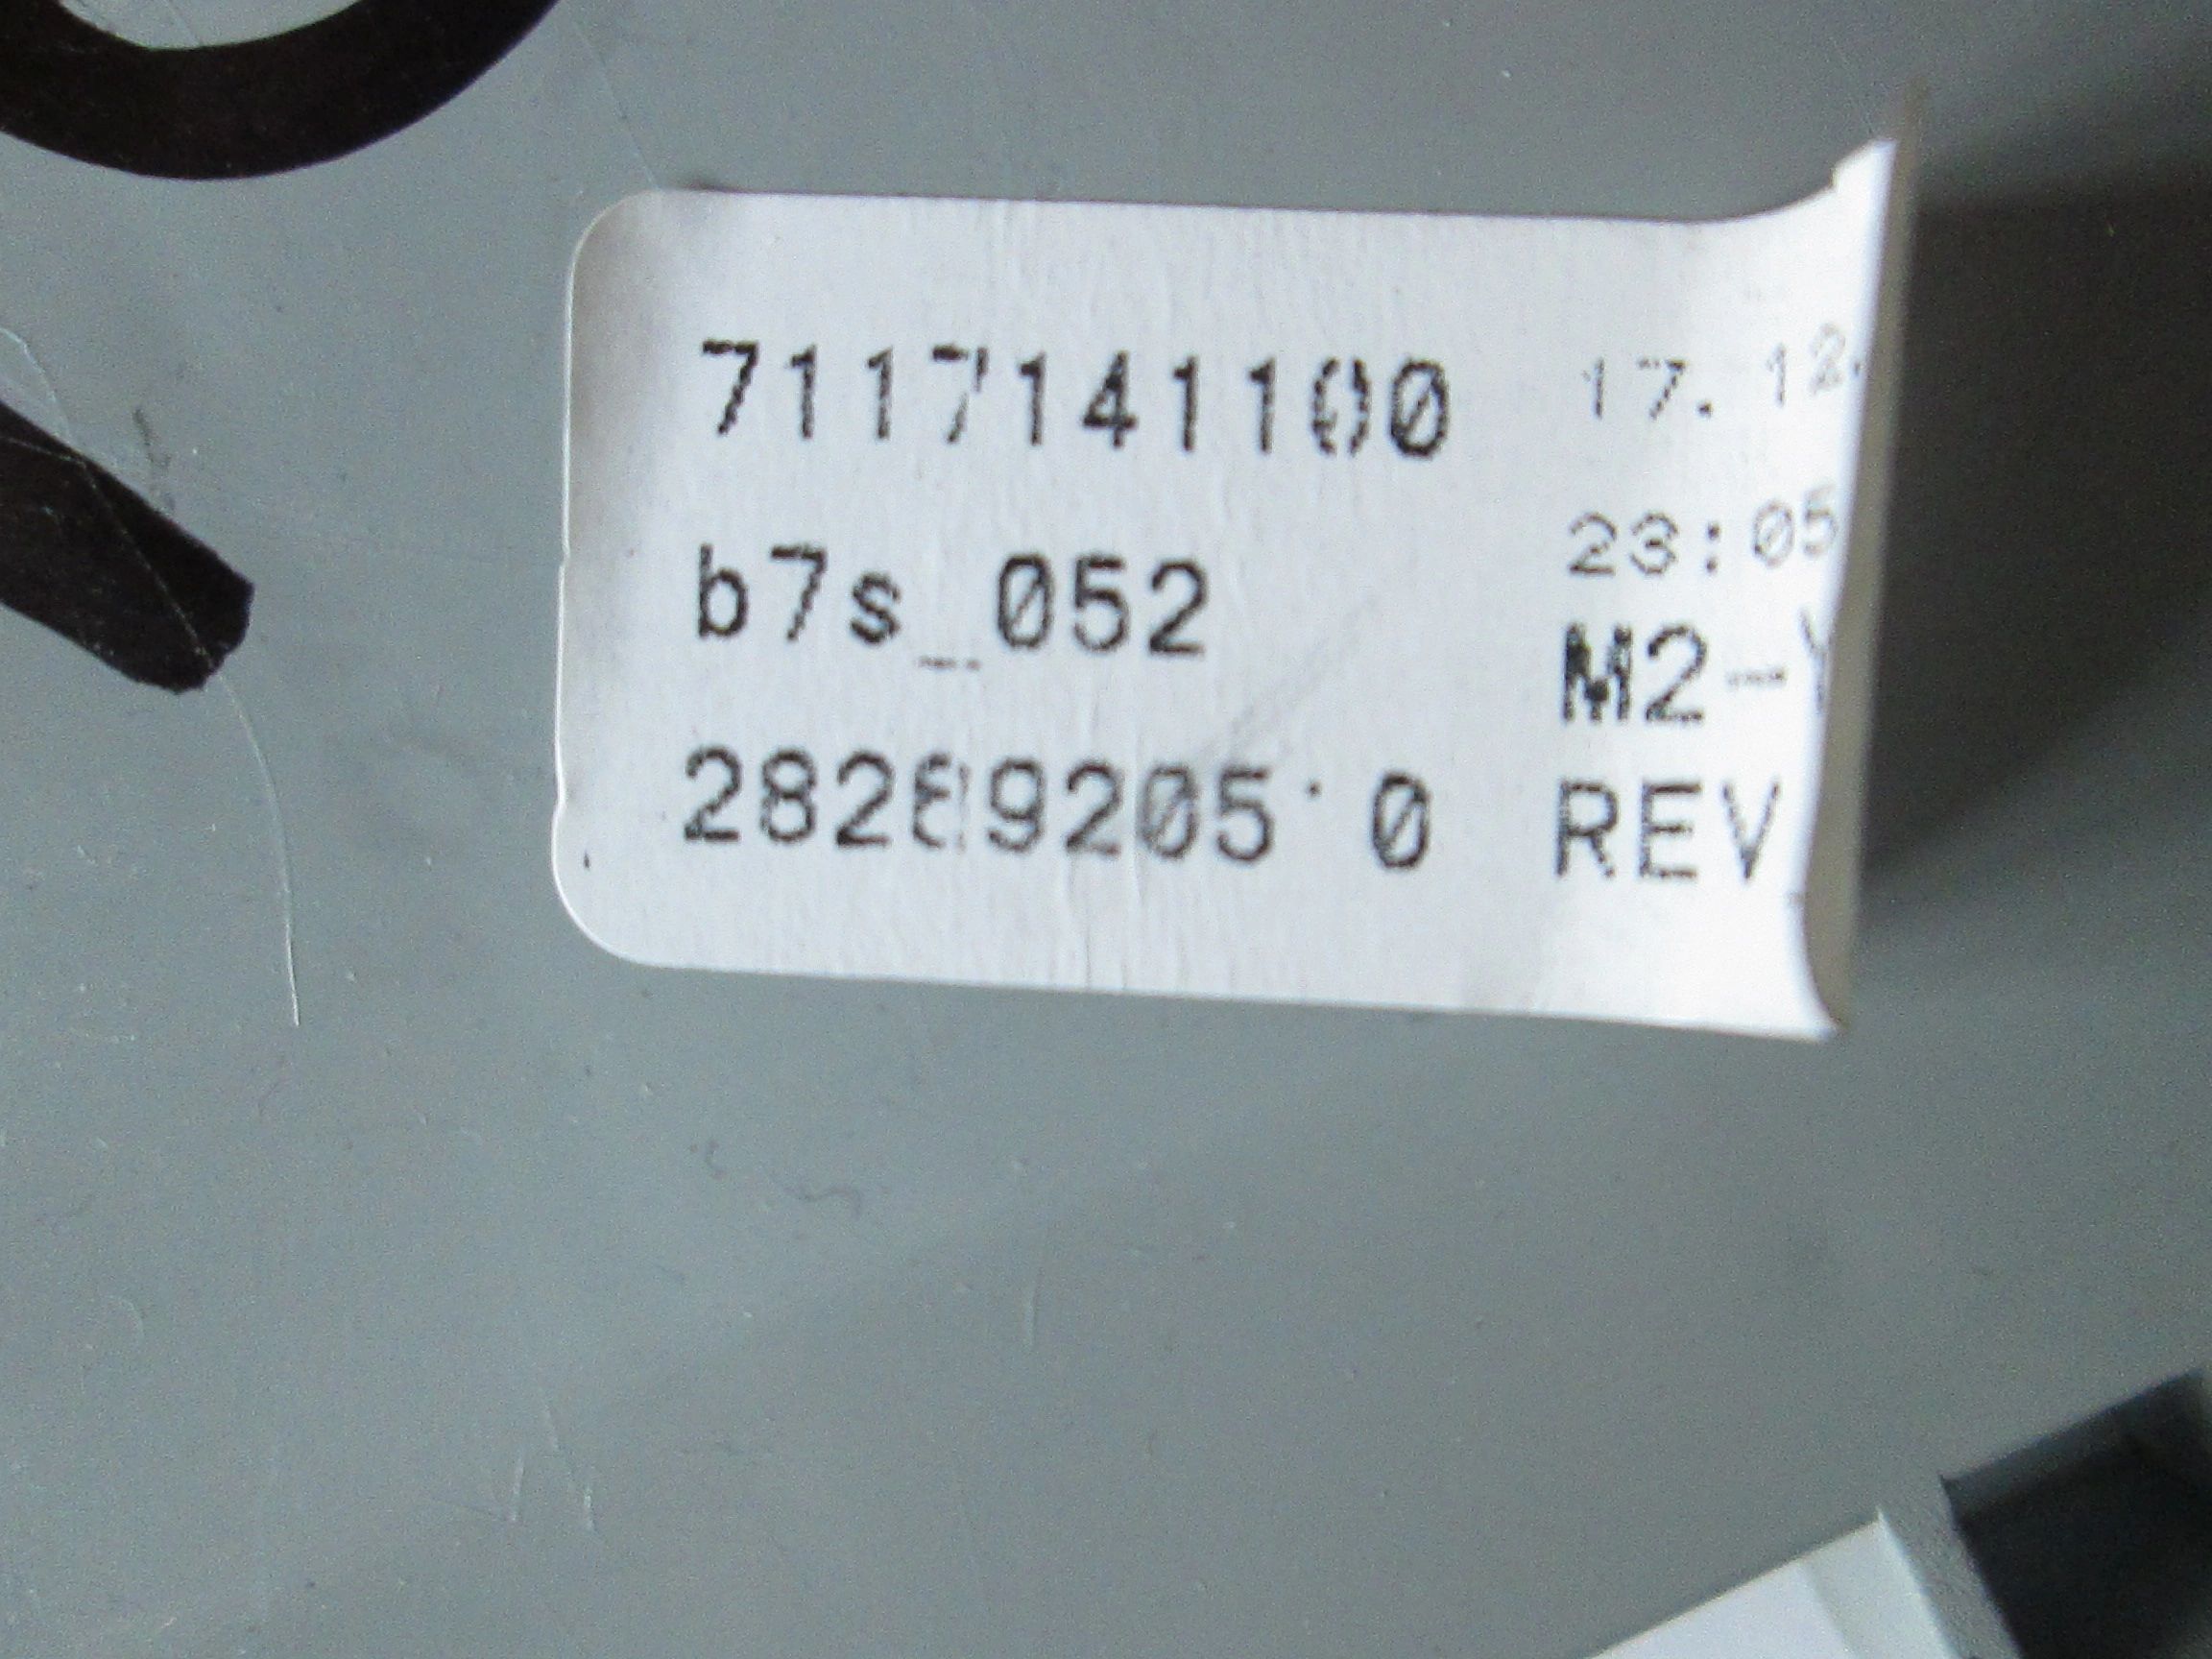 7117141100 17.12.
b7s_052 23:05
M2-
28289205 0 REV